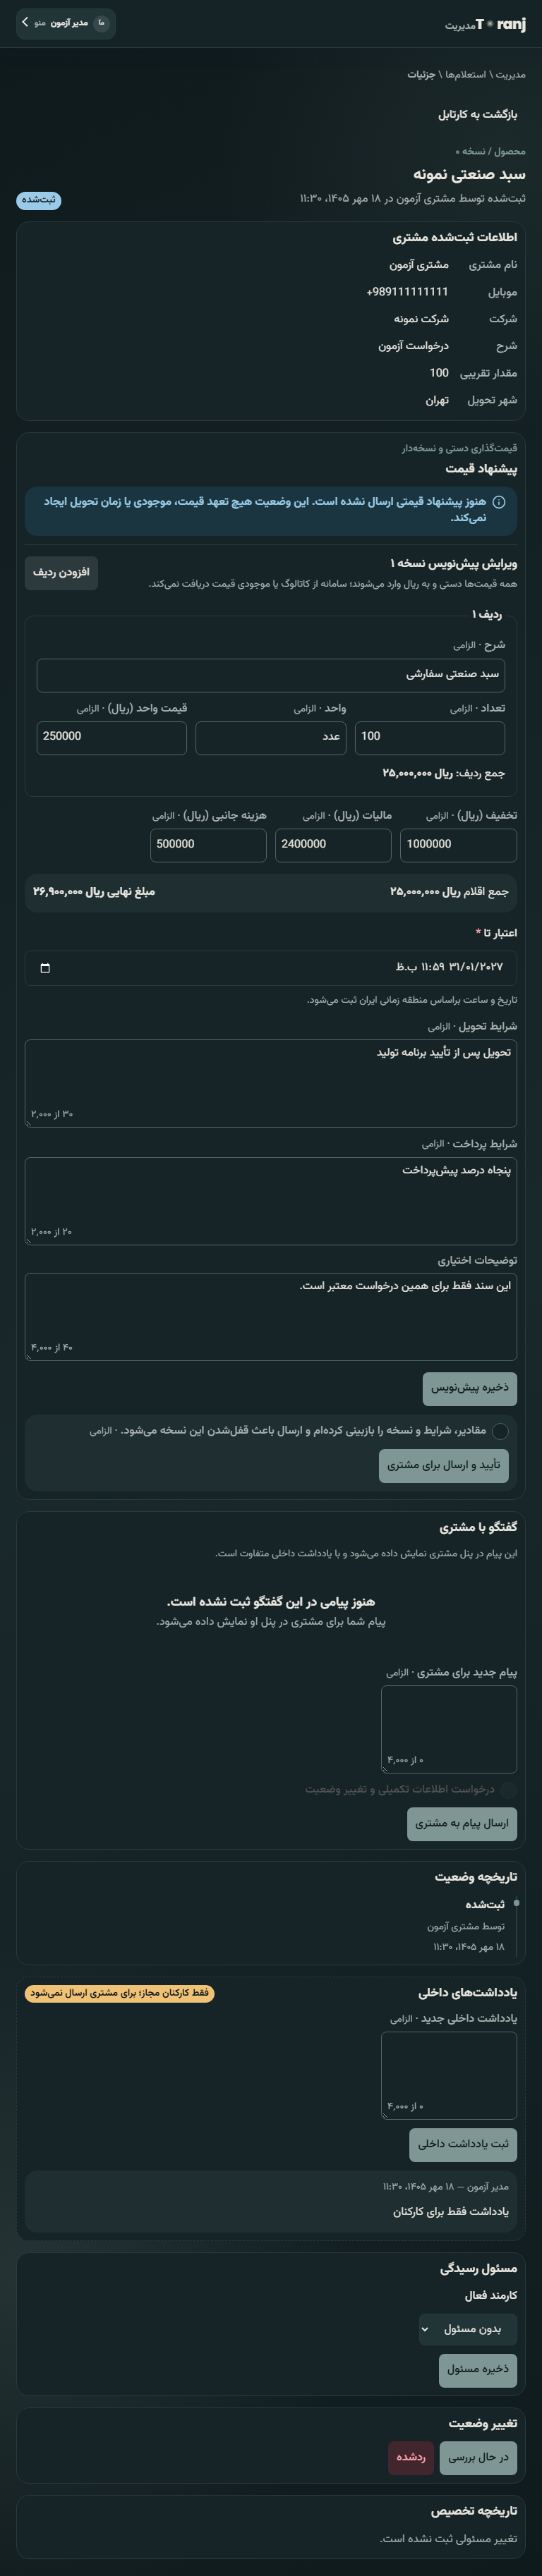 T ranj مدیریت
ما مدیر آزمون منو
مدیریت \ استعلام‌ها \ جزئیات
بازگشت به کارتابل
محصول / نسخه ۰
سبد صنعتی نمونه
ثبت‌شده توسط مشتری آزمون در ۱۸ مهر ۱۴۰۵، ۱۱:۳۰
ثبت‌شده
اطلاعات ثبت‌شده مشتری
نام مشتری مشتری آزمون
موبایل +989111111111
شرکت شرکت نمونه
شرح درخواست آزمون
مقدار تقریبی 100
شهر تحویل تهران
قیمت‌گذاری دستی و نسخه‌دار
پیشنهاد قیمت
هنوز پیشنهاد قیمتی ارسال نشده است. این وضعیت هیچ تعهد قیمت، موجودی یا زمان تحویل ایجاد
نمی‌کند.
ویرایش پیش‌نویس نسخه ۱
افزودن ردیف
همه قیمت‌ها دستی و به ریال وارد می‌شوند؛ سامانه از کاتالوگ یا موجودی قیمت دریافت نمی‌کند.
ردیف ۱
شرح · الزامی
سبد صنعتی سفارشی
تعداد · الزامی واحد · الزامی قیمت واحد (ریال) · الزامی
100 عدد 250000
جمع ردیف: ریال ۲۵,۰۰۰,۰۰۰
تخفیف (ریال) · الزامی مالیات (ریال) · الزامی هزینه جانبی (ریال) · الزامی
1000000 2400000 500000
جمع اقلام ریال ۲۵,۰۰۰,۰۰۰ مبلغ نهایی ریال ۲۶,۹۰۰,۰۰۰
اعتبار تا *
۳۱/۰۱/۲۰۲۷ ۱۱:۵۹ ب.ظ
تاریخ و ساعت براساس منطقه زمانی ایران ثبت می‌شود.
شرایط تحویل · الزامی
تحویل پس از تأیید برنامه تولید
۳۰ از ۲,۰۰۰
شرایط پرداخت · الزامی
پنجاه درصد پیش‌پرداخت
۲۰ از ۲,۰۰۰
توضیحات اختیاری
این سند فقط برای همین درخواست معتبر است.
۴۰ از ۴,۰۰۰
ذخیره پیش‌نویس
مقادیر، شرایط و نسخه را بازبینی کرده‌ام و ارسال باعث قفل‌شدن این نسخه می‌شود. · الزامی
تأیید و ارسال برای مشتری
گفتگو با مشتری
این پیام در پنل مشتری نمایش داده می‌شود و با یادداشت داخلی متفاوت است.
هنوز پیامی در این گفتگو ثبت نشده است.
پیام شما برای مشتری در پنل او نمایش داده می‌شود.
پیام جدید برای مشتری · الزامی
۰ از ۴,۰۰۰
درخواست اطلاعات تکمیلی و تغییر وضعیت
ارسال پیام به مشتری
تاریخچه وضعیت
ثبت‌شده
توسط مشتری آزمون
۱۸ مهر ۱۴۰۵، ۱۱:۳۰
یادداشت‌های داخلی
فقط کارکنان مجاز؛ برای مشتری ارسال نمی‌شود
یادداشت داخلی جدید · الزامی
۰ از ۴,۰۰۰
ثبت یادداشت داخلی
مدیر آزمون — ۱۸ مهر ۱۴۰۵، ۱۱:۳۰
یادداشت فقط برای کارکنان
مسئول رسیدگی
کارمند فعال
بدون مسئول
ذخیره مسئول
تغییر وضعیت
در حال بررسی ردشده
تاریخچه تخصیص
تغییر مسئولی ثبت نشده است.